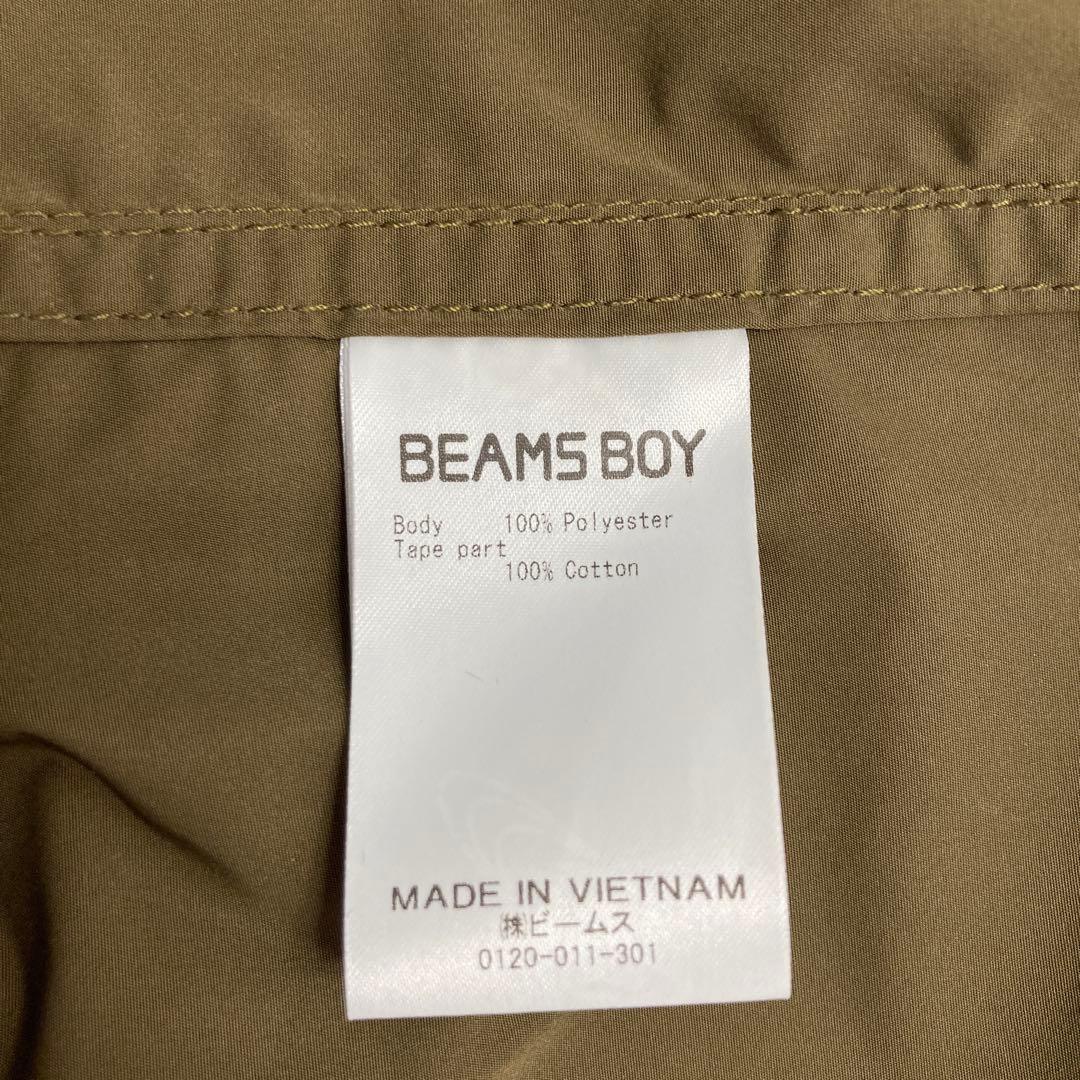 BEAMS BOY
Body 100% Polyester
Tape part
100% Cotton
MADE IN VIETNAM
㈱ビームス
0120-011-301